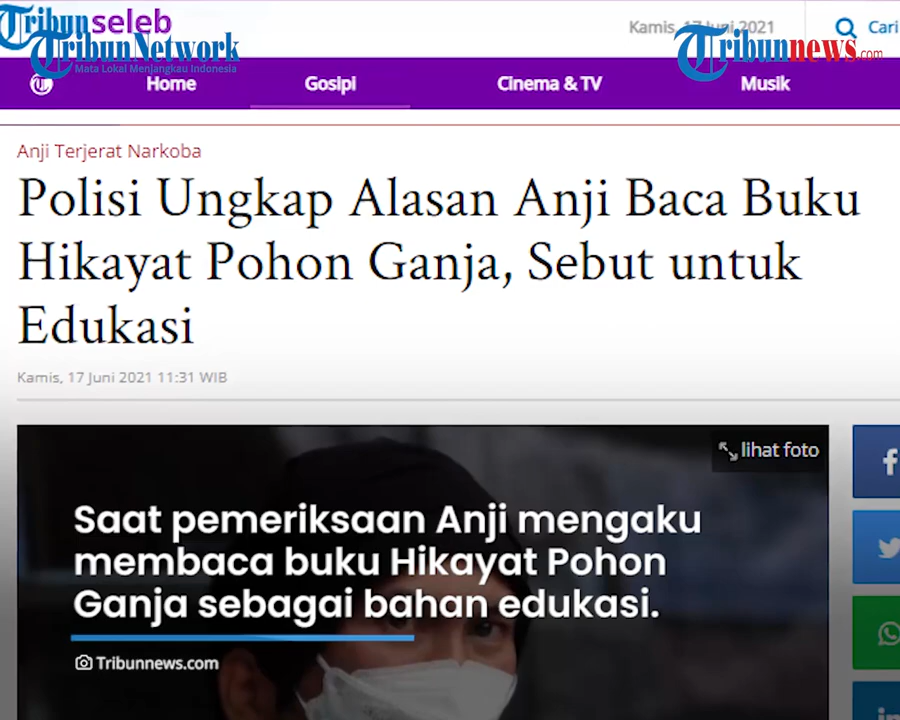 Tribunseleb
TribunNetwork
Mata Lokal Menjangkau Indonesia
Kamis, 17 Juni 2021
Cari
Tribunnews.com
Home
Gosipi
Cinema & TV
Musik
Anji Terjerat Narkoba
Polisi Ungkap Alasan Anji Baca Buku
Hikayat Pohon Ganja, Sebut untuk
Edukasi
Kamis, 17 Juni 2021 11:31 WIB
lihat foto
Saat pemeriksaan Anji mengaku
membaca buku Hikayat Pohon
Ganja sebagai bahan edukasi.
Tribunnews.com